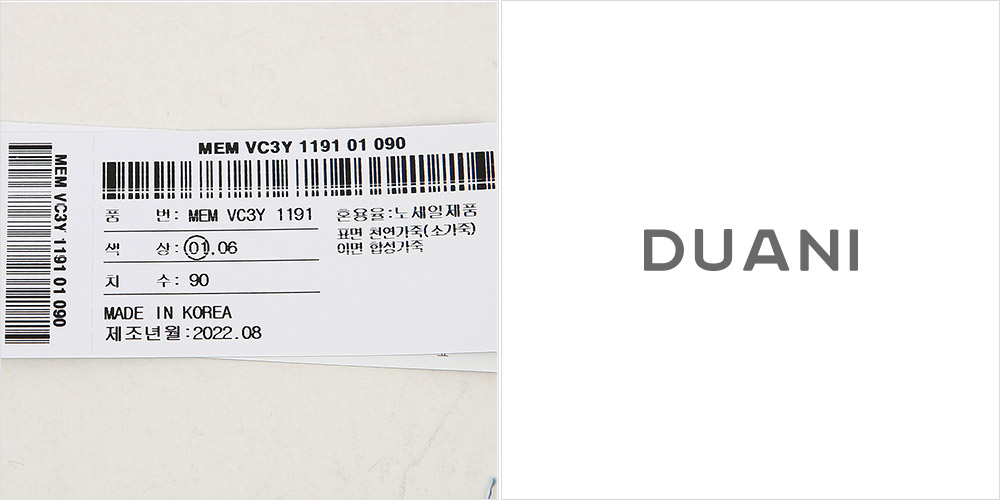 MEM VC3Y 1191 01 090
MEM VC3Y 1191 01 090
품 번: MEM VC3Y 1191
색 상: 01.06
치 수: 90
MADE IN KOREA
제조년월:2022.08
혼용율:노세일제품
표면 천연가죽(소가죽)
이면 합성가죽
DUANI